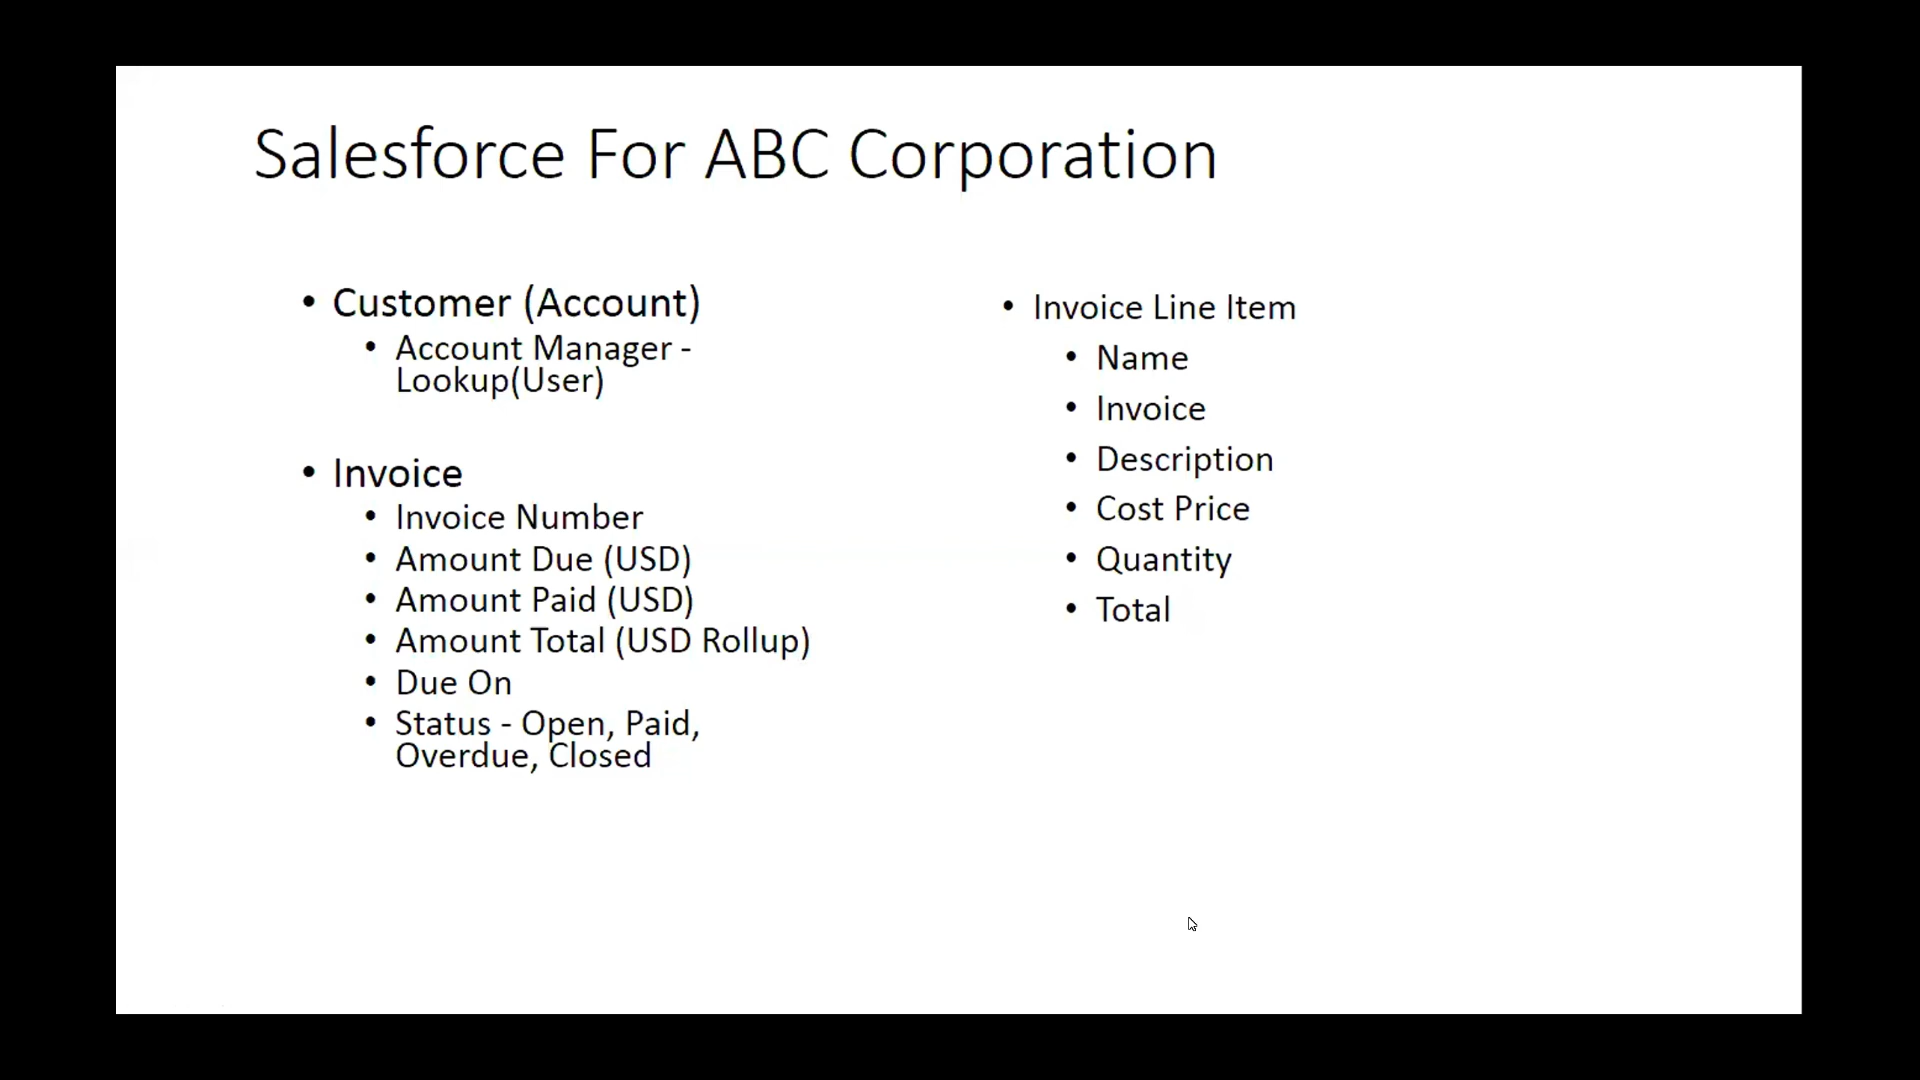 Salesforce For ABC Corporation
• Customer (Account)
• Account Manager -
Lookup(User)
• Invoice
• Invoice Number
• Amount Due (USD)
• Amount Paid (USD)
• Amount Total (USD Rollup)
• Due On
• Status - Open, Paid,
Overdue, Closed
• Invoice Line Item
• Name
• Invoice
• Description
• Cost Price
• Quantity
• Total